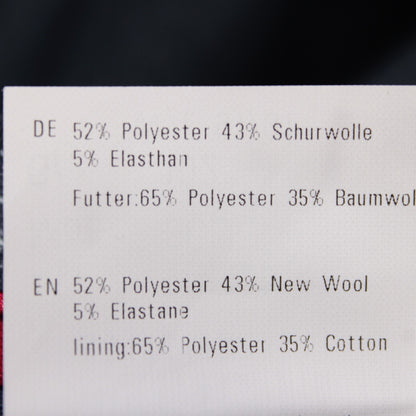 DE 52% Polyester 43% Schurwolle
5% Elasthan
Futter:65% Polyester 35% Baumwol
EN 52% Polyester 43% New Wool
5% Elastane
lining:65% Polyester 35% Cotton